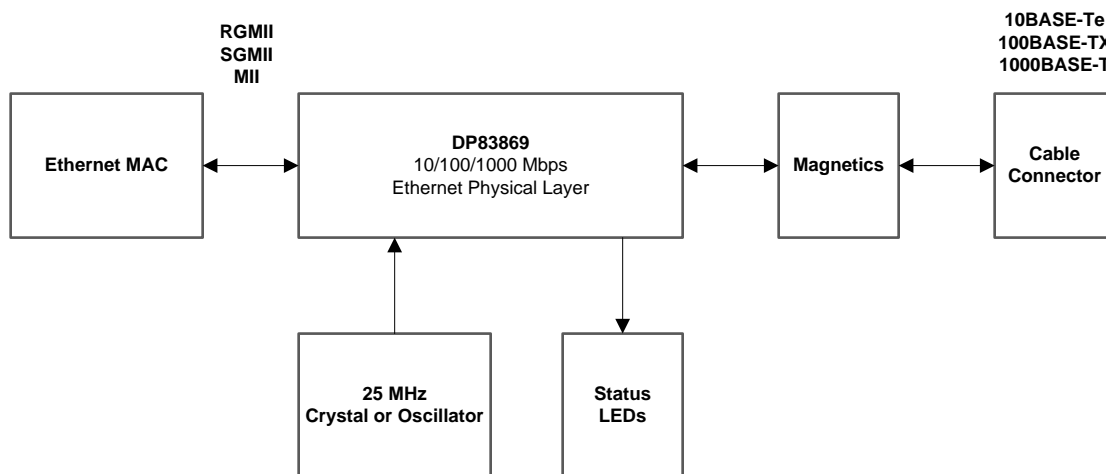 RGMII
SGMII
MII
10BASE-Te
100BASE-TX
1000BASE-T
Ethernet MAC
DP83869
10/100/1000 Mbps
Ethernet Physical Layer
Magnetics
Cable
Connector
25 MHz
Crystal or Oscillator
Status
LEDs